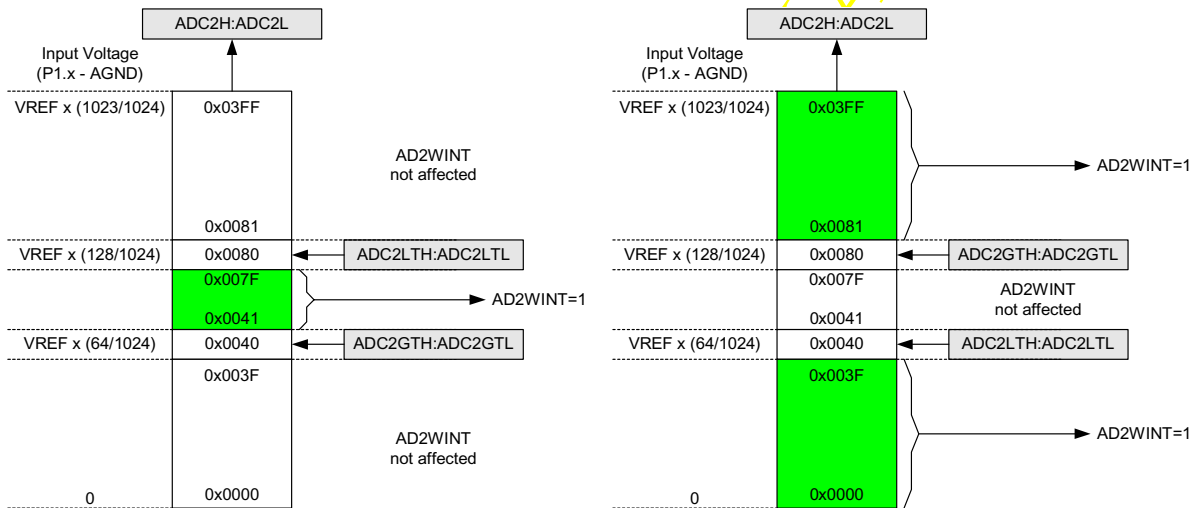 ADC2H:ADC2L
Input Voltage
(P1.x - AGND)
VREF x (1023/1024)
0x03FF
AD2WINT
not affected
0x0081
VREF x (128/1024)
0x0080
ADC2LTH:ADC2LTL
0x007F
AD2WINT=1
0x0041
VREF x (64/1024)
0x0040
ADC2GTH:ADC2GTL
0x003F
AD2WINT
not affected
0
0x0000
ADC2H:ADC2L
Input Voltage
(P1.x - AGND)
VREF x (1023/1024)
0x03FF
AD2WINT=1
0x0081
VREF x (128/1024)
0x0080
ADC2GTH:ADC2GTL
0x007F
AD2WINT
not affected
0x0041
VREF x (64/1024)
0x0040
ADC2LTH:ADC2LTL
0x003F
AD2WINT=1
0
0x0000